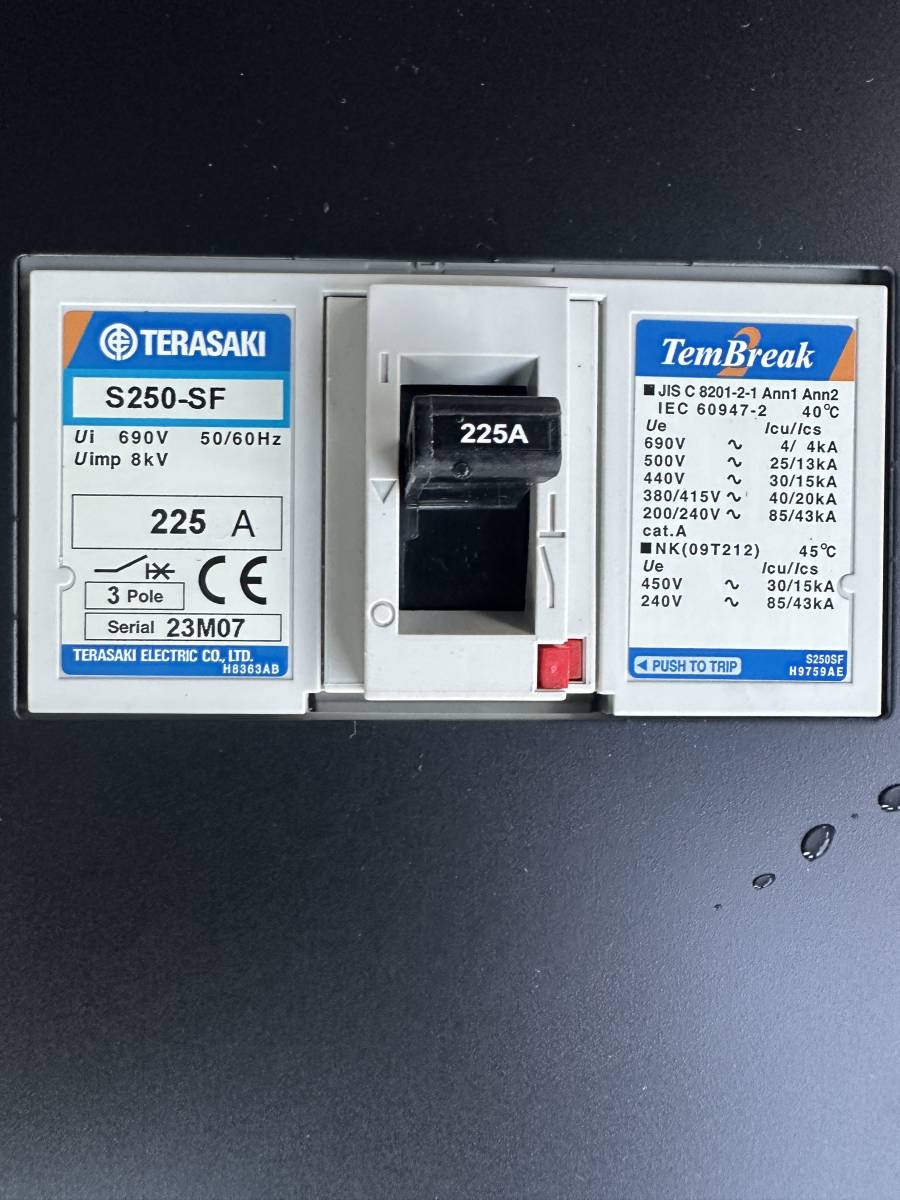 TERASAKI
S250-SF
Ui 690V 50/60Hz
Uimp 8kV
225 A
CE
3 Pole
Serial 23M07
TERASAKI ELECTRIC CO., LTD.
H8363AB
I
225A
O
TemBreak 2
■ JIS C 8201-2-1 Ann1 Ann2
IEC 60947-2 40℃
Ue Icu/Ics
690V ~ 4/ 4kA
500V ~ 25/13kA
440V ~ 30/15kA
380/415V ~ 40/20kA
200/240V ~ 85/43kA
cat.A
■ NK(09T212) 45℃
Ue Icu/Ics
450V ~ 30/15kA
240V ~ 85/43kA
◀ PUSH TO TRIP
S250SF
H9759AE